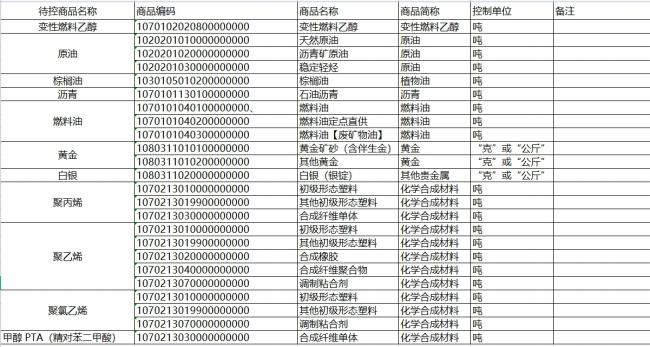 待控商品名称 商品编码 商品名称 商品简称 控制单位 备注
变性燃料乙醇 1070102020800000000 变性燃料乙醇 变性燃料乙醇 吨
原油 1020201010000000000 天然原油 原油 吨
1020201020000000000 沥青矿原油 原油 吨
1020201030000000000 稳定轻烃 原油 吨
棕榈油 1030105010200000000 棕榈油 植物油 吨
沥青 1070101130100000000 石油沥青 沥青 吨
燃料油 1070101040100000000、 燃料油 燃料油 吨
1070101040200000000 燃料油定点直供 燃料油 吨
1070101040300000000 燃料油【废矿物油】 燃料油 吨
黄金 1080311010100000000 黄金矿砂（含伴生金） 黄金 “克”或“公斤”
1080311010200000000 其他黄金 黄金 “克”或“公斤”
白银 1080311020000000000 白银（银锭） 其他贵金属 “克”或“公斤”
聚丙烯 1070213010000000000 初级形态塑料 化学合成材料 吨
1070213019900000000 其他初级形态塑料 化学合成材料 吨
1070213030000000000 合成纤维单体 化学合成材料 吨
聚乙烯 1070213010000000000 初级形态塑料 化学合成材料 吨
1070213019900000000 其他初级形态塑料 化学合成材料 吨
1070213020000000000 合成橡胶 化学合成材料 吨
1070213040000000000 合成纤维聚合物 化学合成材料 吨
1070213070000000000 调制粘合剂 化学合成材料 吨
聚氯乙烯 1070213010000000000 初级形态塑料 化学合成材料 吨
1070213019900000000 其他初级形态塑料 化学合成材料 吨
1070213070000000000 调制粘合剂 化学合成材料 吨
甲醇 PTA（精对苯二甲酸） 1070213030000000000 合成纤维单体 化学合成材料 吨